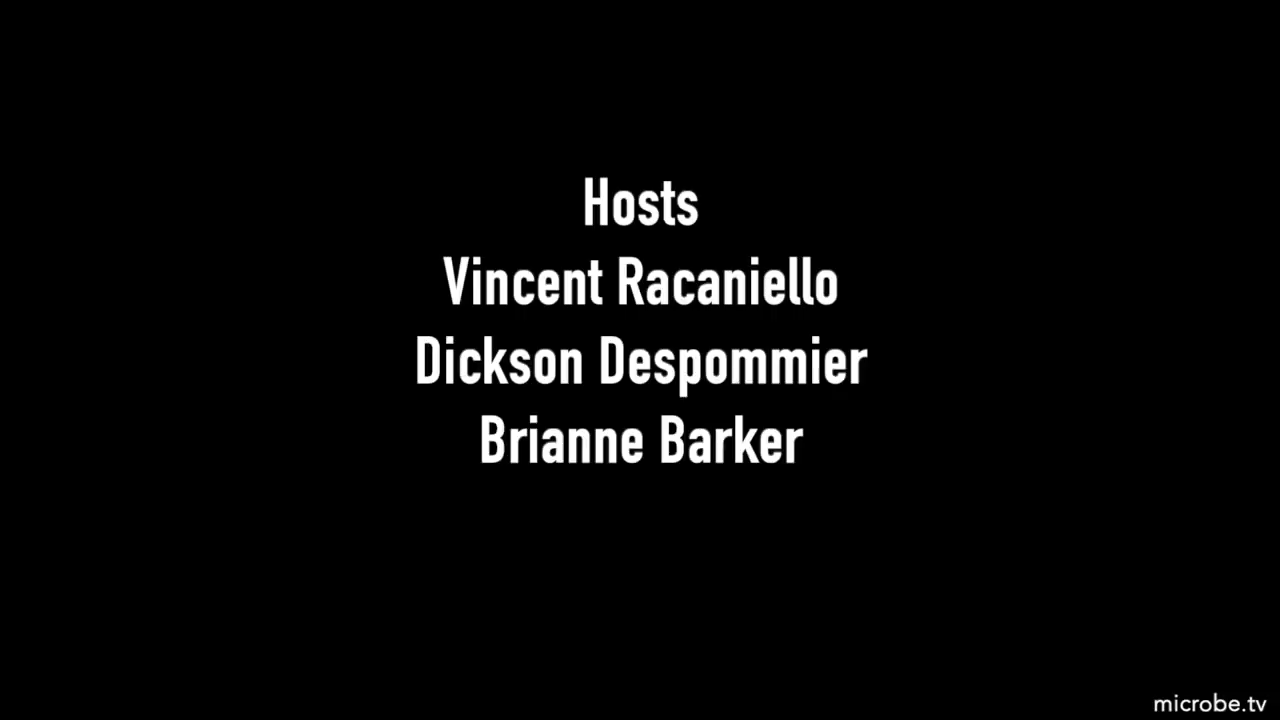 Hosts
Vincent Racaniello
Dickson Despommier
Brianne Barker
microbe.tv